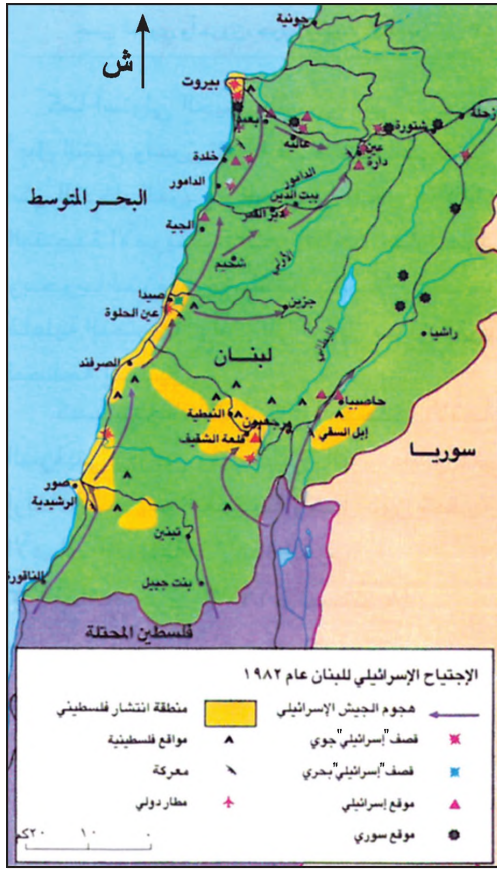 جونية
ش
بيروت
زحلة
بعبدا
شتورة
عاليه
عين
دارة
خلدة
البحر المتوسط
الدامور
الدامور
بيت الدين
دير القمر
الجية
شحيم
الأولي
صيدا
عين الحلوة
جزين
الليطاني
راشيا
لبنان
الصرفند
حاصبيا
النبطية
مرجعيون
إبل السقي
قلعة الشقيف
سوريا
صور
الرشيدية
تبنين
الناقورة
بنت جبيل
فلسطين المحتلة
الإجتياح الإسرائيلي للبنان عام ١٩٨٢
هجوم الجيش الإسرائيلي
منطقة انتشار فلسطيني
قصف "إسرائيلي" جوي
مواقع فلسطينية
قصف "إسرائيلي" بحري
معركة
موقع إسرائيلي
مطار دولي
موقع سوري
٠ ١٠ ٢٠كم